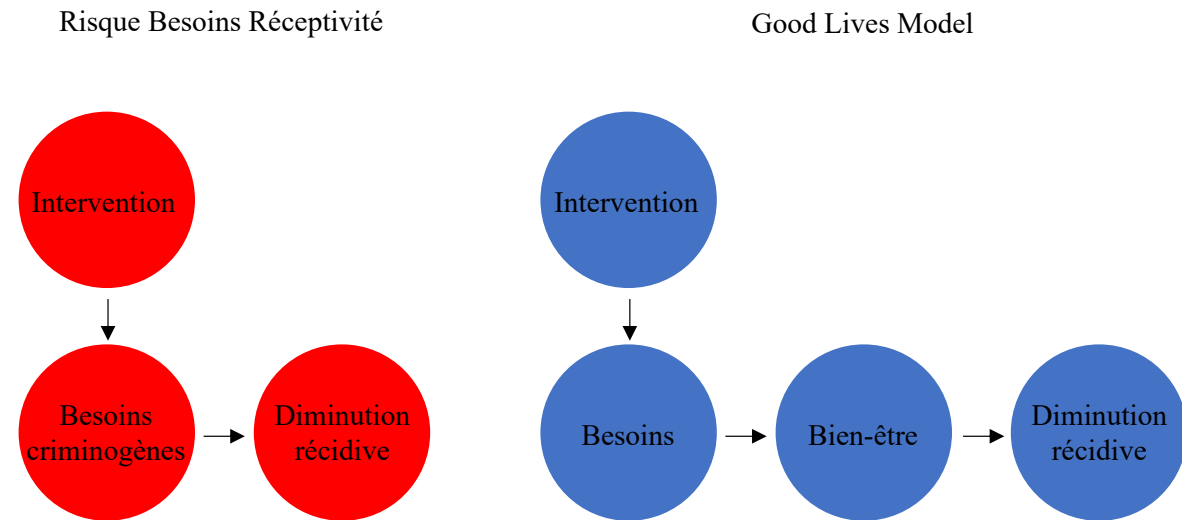 Risque Besoins Réceptivité
Good Lives Model
Intervention
Intervention
Besoins
criminogènes
Diminution
récidive
Besoins
Bien-être
Diminution
récidive